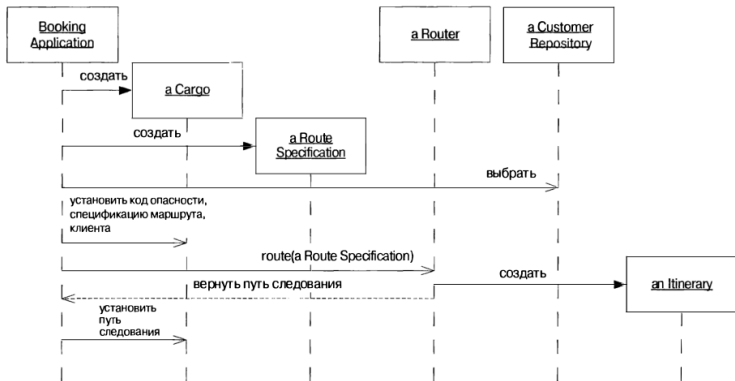 Booking
Application
a Router
a Customer
Repository
создать
a Cargo
создать
a Route
Specification
выбрать
установить код опасности,
спецификацию маршрута,
клиента
route(a Route Specification)
вернуть путь следования
создать
an Itinerary
установить
путь
следования